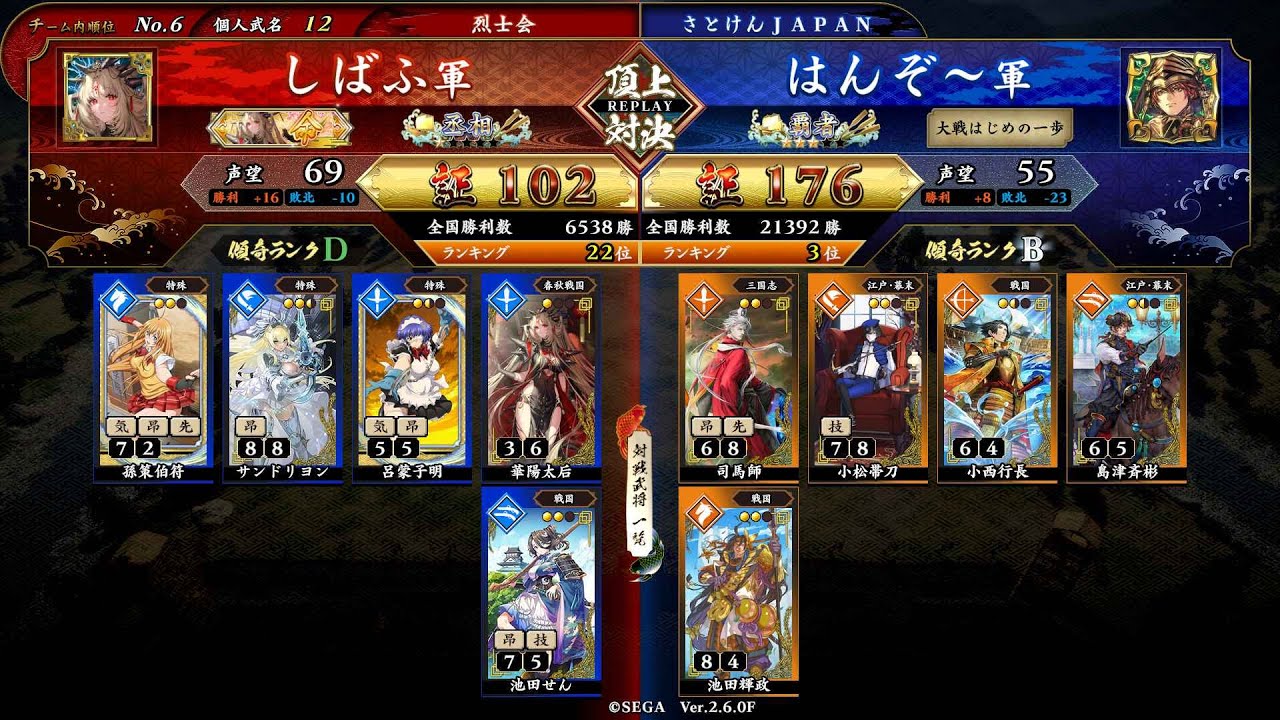 チーム内順位 No.6 個人武名 12 烈士会
さとけんJAPAN
しばふ軍
はんぞ～軍
頂上
REPLAY
対決
命
丞相
覇者
大戦はじめの一歩
声望 69
勝利 +16 敗北 -10
証 102
証 176
声望 55
勝利 +8 敗北 -23
全国勝利数 6538勝
全国勝利数 21392勝
傾奇ランク D
ランキング 22位
ランキング 3位
傾奇ランク B
特殊
気 昂 先
7 2
孫策伯符
特殊
昂
8 8
サンドリヨン
特殊
気 昂
5 5
呂蒙子明
春秋戦国
3 6
華陽太后
対戦武将一覧
三国志
昂 先
6 8
司馬師
江戸・幕末
技
7 8
小松帯刀
戦国
6 4
小西行長
江戸・幕末
6 5
島津斉彬
戦国
昂 技
7 5
池田せん
戦国
8 4
池田輝政
©SEGA Ver.2.6.0F